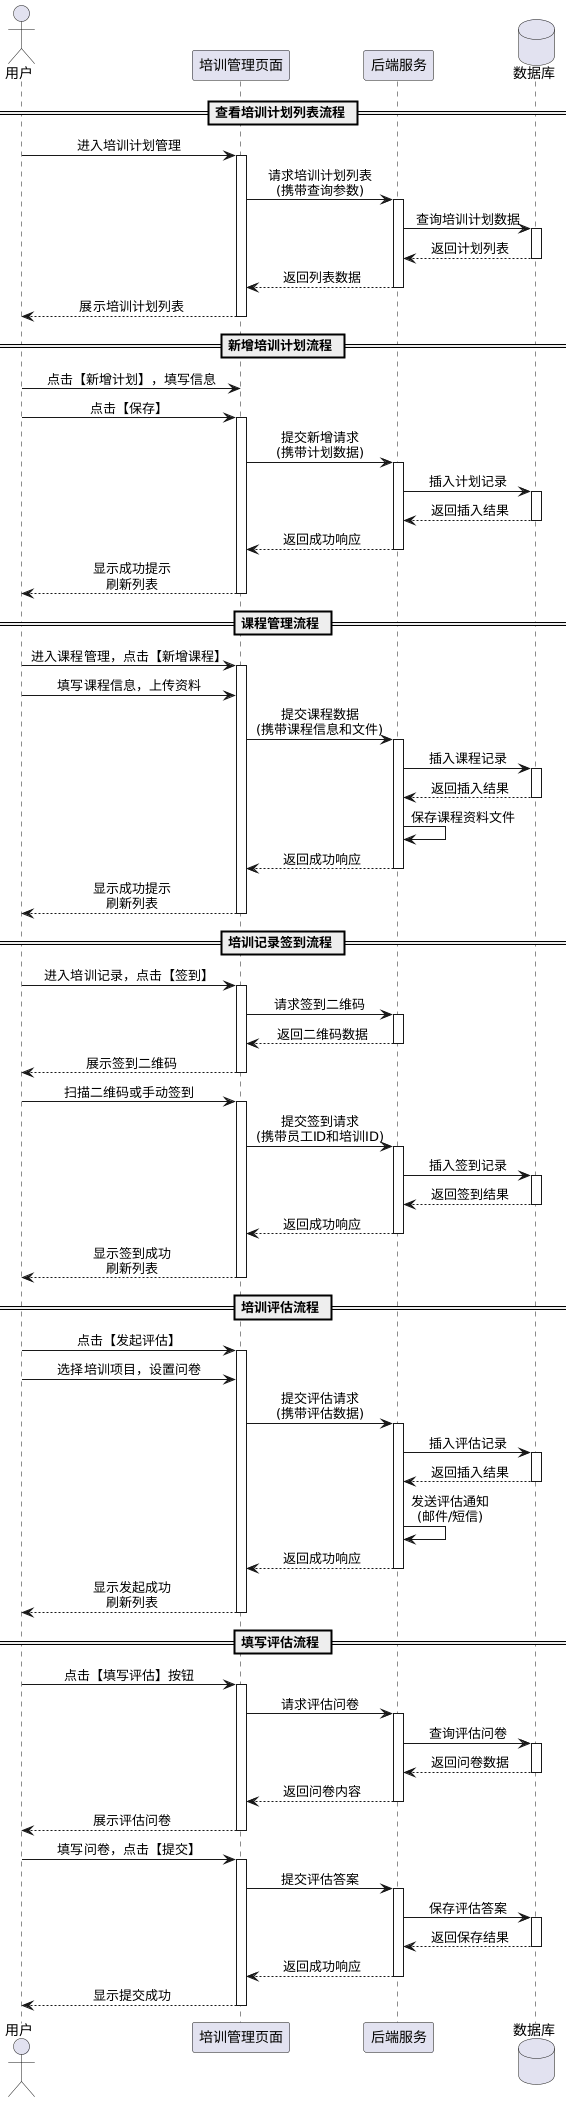 用户
培训管理页面
后端服务
数据库
查看培训计划列表流程
进入培训计划管理
请求培训计划列表
(携带查询参数)
查询培训计划数据
返回计划列表
返回列表数据
展示培训计划列表
新增培训计划流程
点击【新增计划】，填写信息
点击【保存】
提交新增请求
(携带计划数据)
插入计划记录
返回插入结果
返回成功响应
显示成功提示
刷新列表
课程管理流程
进入课程管理，点击【新增课程】
填写课程信息，上传资料
提交课程数据
(携带课程信息和文件)
插入课程记录
返回插入结果
保存课程资料文件
返回成功响应
显示成功提示
刷新列表
培训记录签到流程
进入培训记录，点击【签到】
请求签到二维码
返回二维码数据
展示签到二维码
扫描二维码或手动签到
提交签到请求
(携带员工ID和培训ID)
插入签到记录
返回签到结果
返回成功响应
显示签到成功
刷新列表
培训评估流程
点击【发起评估】
选择培训项目，设置问卷
提交评估请求
(携带评估数据)
插入评估记录
返回插入结果
发送评估通知
(邮件/短信)
返回成功响应
显示发起成功
刷新列表
填写评估流程
点击【填写评估】按钮
请求评估问卷
查询评估问卷
返回问卷数据
返回问卷内容
展示评估问卷
填写问卷，点击【提交】
提交评估答案
保存评估答案
返回保存结果
返回成功响应
显示提交成功
用户
培训管理页面
后端服务
数据库